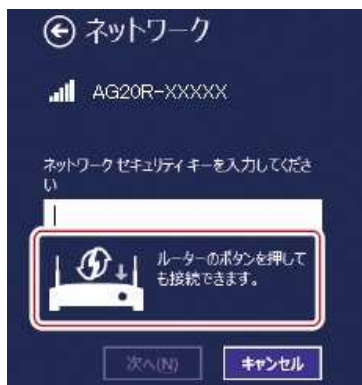 ネットワーク
AG20R-XXXXX
ネットワーク セキュリティ キーを入力してくださ
い
ルーターのボタンを押して
も接続できます。
次へ(N)
キャンセル